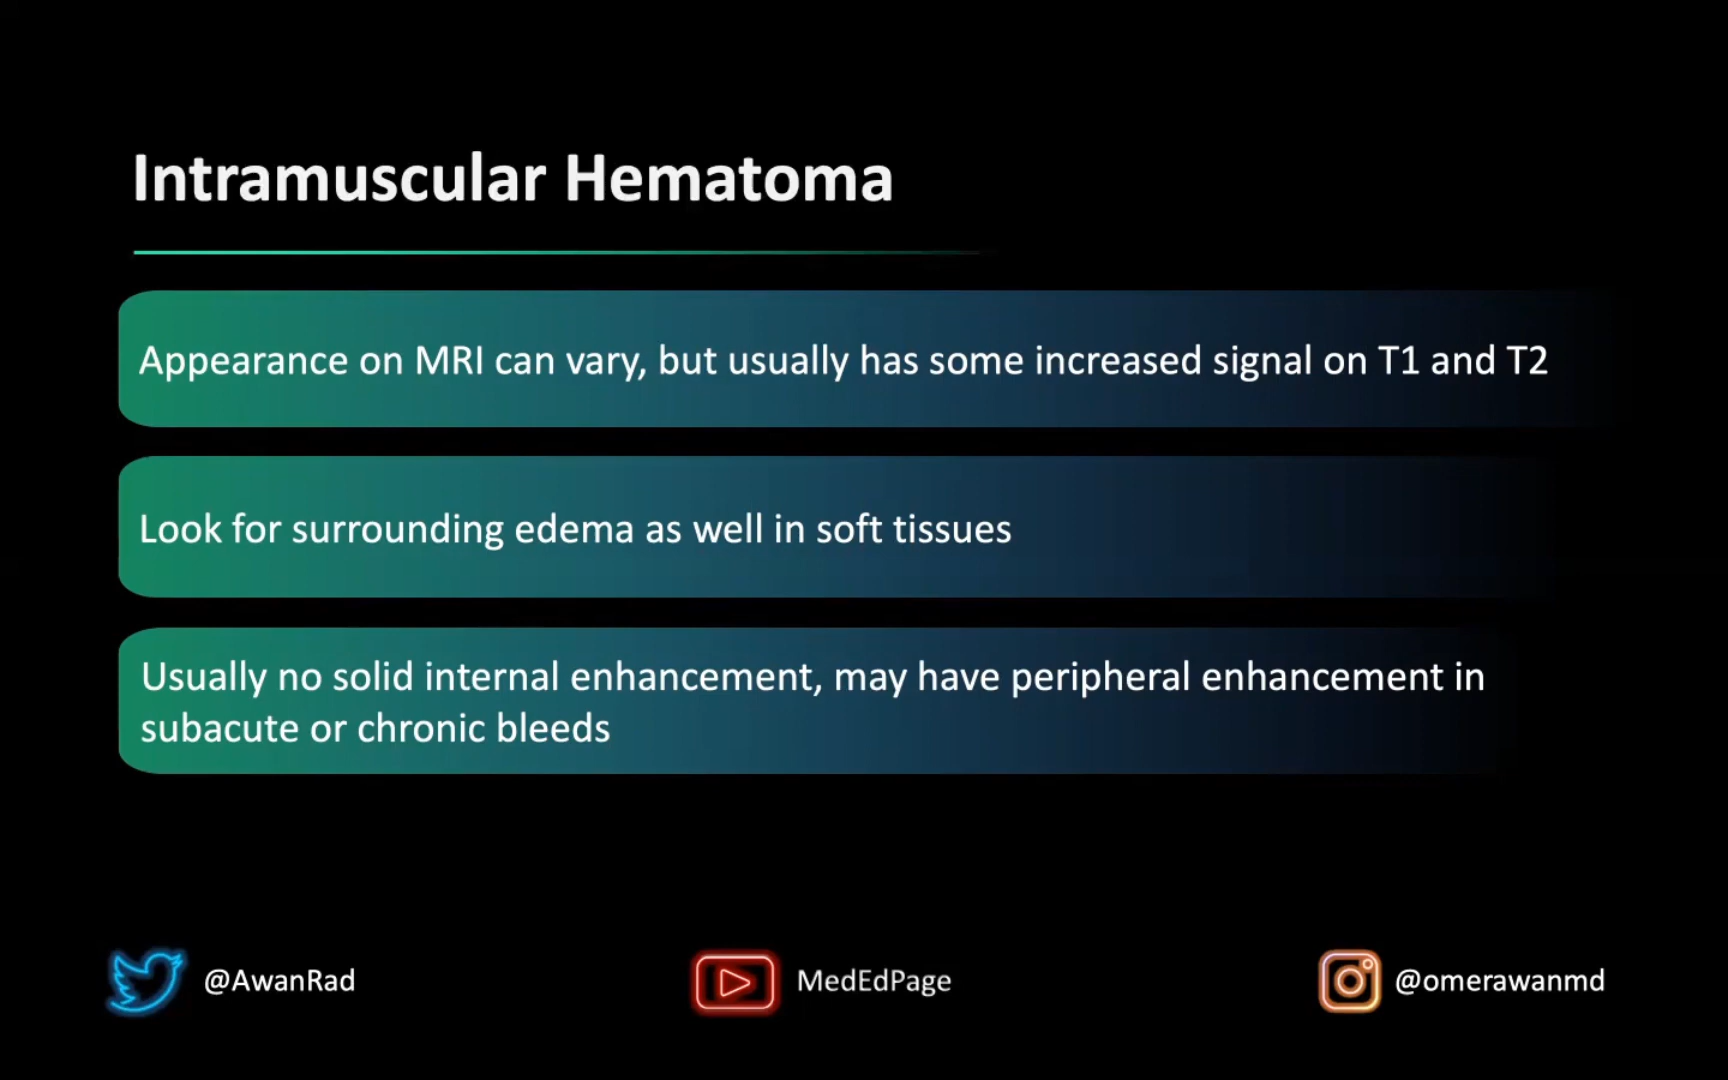 Intramuscular Hematoma
Appearance on MRI can vary, but usually has some increased signal on T1 and T2
Look for surrounding edema as well in soft tissues
Usually no solid internal enhancement, may have peripheral enhancement in
subacute or chronic bleeds
@AwanRad
MedEdPage
@omerawanmd